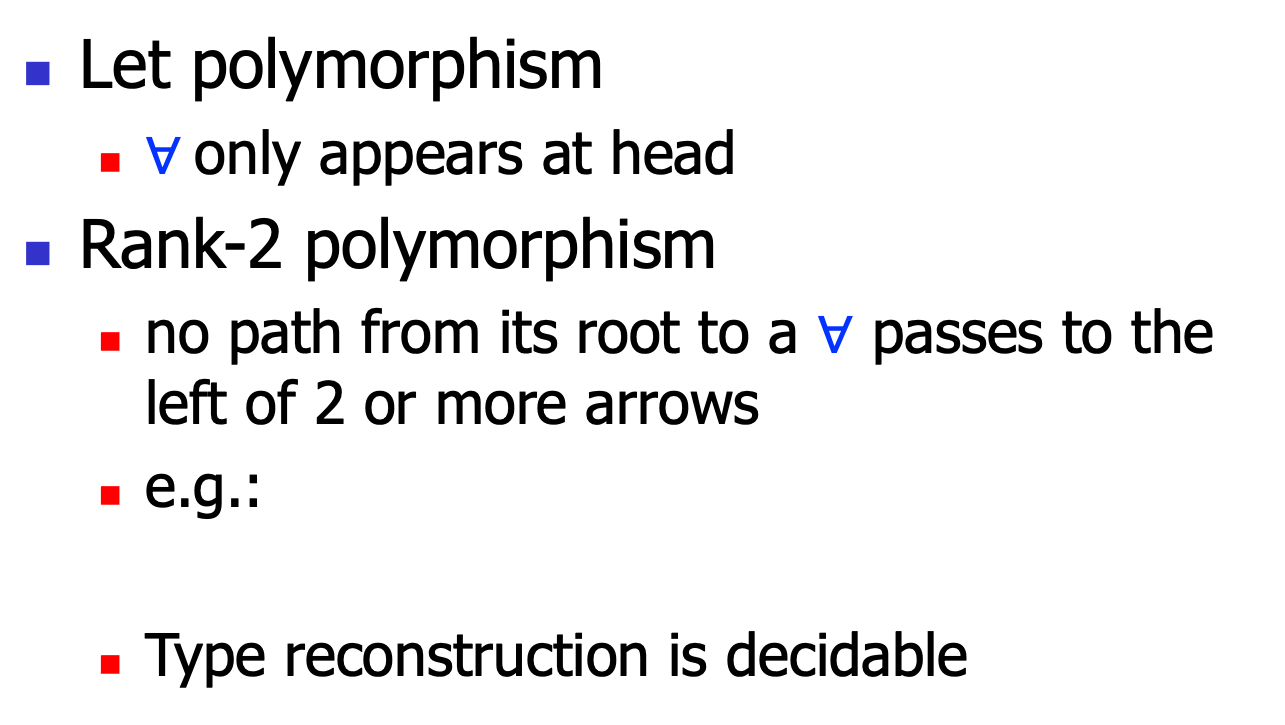 Let polymorphism
∀ only appears at head
Rank-2 polymorphism
no path from its root to a ∀ passes to the
left of 2 or more arrows
e.g.:
Type reconstruction is decidable